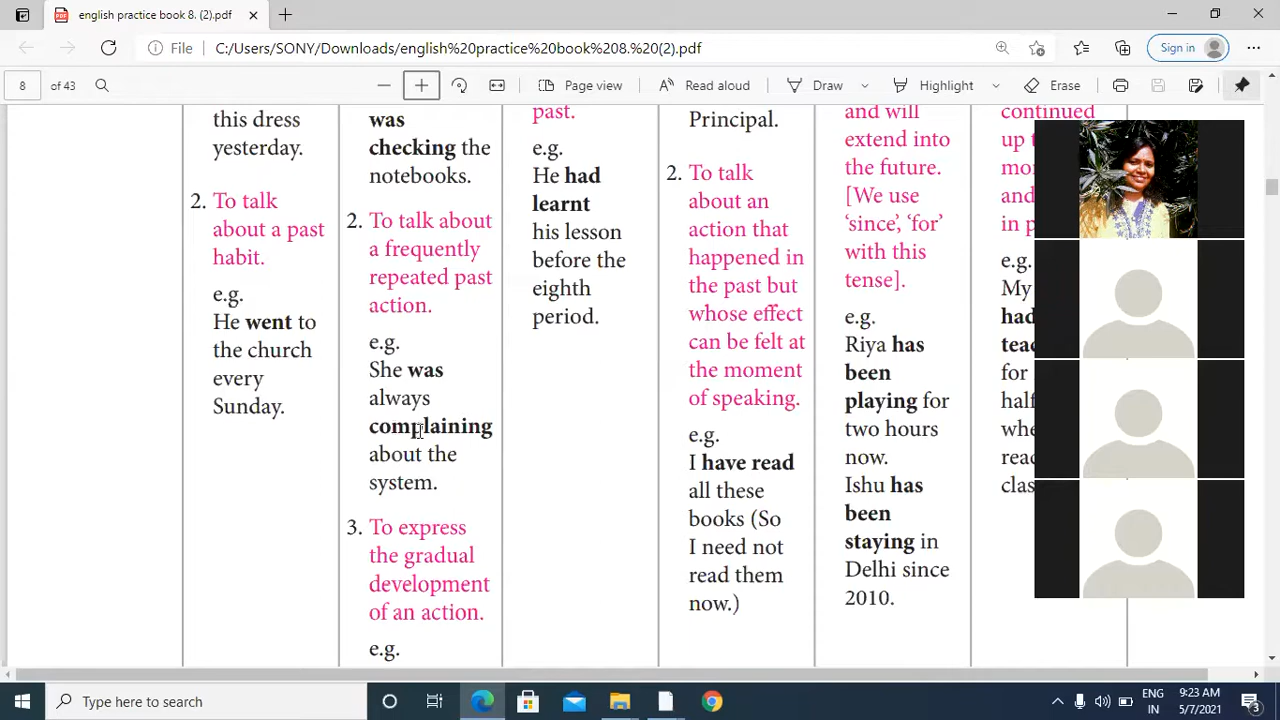 english practice book 8. (2).pdf
File
C:/Users/SONY/Downloads/english%20practice%20book%208.%20(2).pdf
Sign in
8
of 43
Page view
Read aloud
Draw
Highlight
Erase
this dress
yesterday.
2. To talk
about a past
habit.
e.g.
He went to
the church
every
Sunday.
was
checking the
notebooks.
2. To talk about
a frequently
repeated past
action.
e.g.
She was
always
complaining
about the
system.
3. To express
the gradual
development
of an action.
e.g.
past.
e.g.
He had
learnt
his lesson
before the
eighth
period.
Principal.
2. To talk
about an
action that
happened in
the past but
whose effect
can be felt at
the moment
of speaking.
e.g.
I have read
all these
books (So
I need not
read them
now.)
and will
extend into
the future.
[We use
‘since’, ‘for’
with this
tense].
e.g.
Riya has
been
playing for
two hours
now.
Ishu has
been
staying in
Delhi since
2010.
continued
up
and
in
e.g.
My
had
for
Type here to search
ENG
IN
9:23 AM
5/7/2021
3